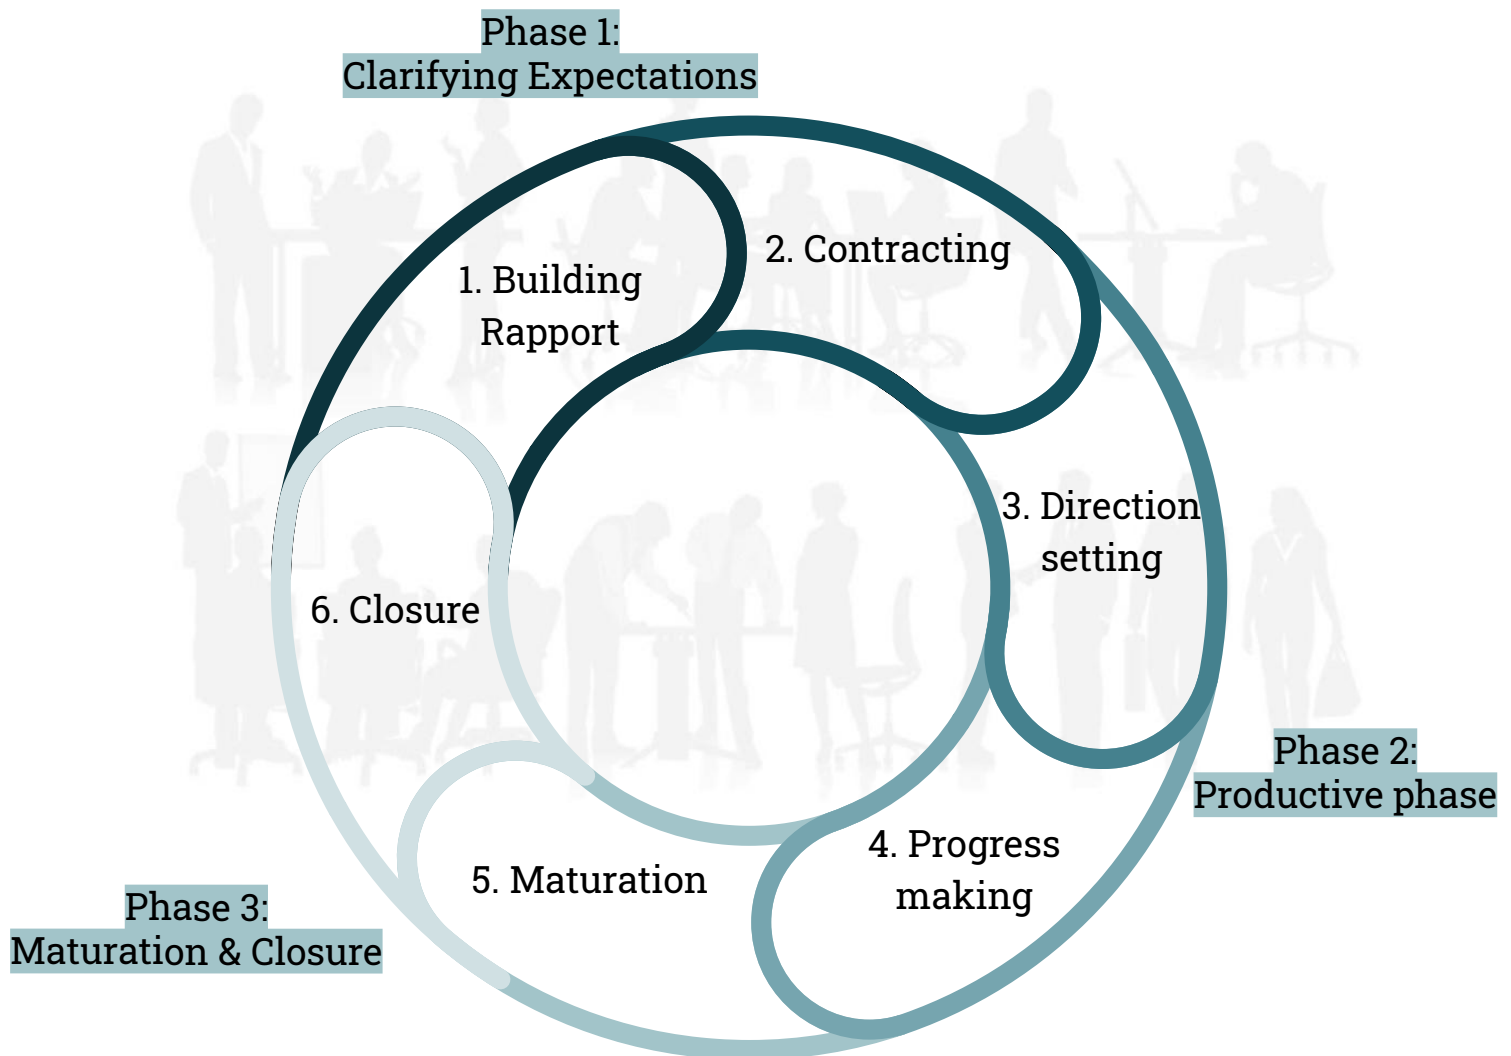 Phase 1:
Clarifying Expectations
1. Building
Rapport
2. Contracting
3. Direction
setting
4. Progress
making
5. Maturation
6. Closure
Phase 2:
Productive phase
Phase 3:
Maturation & Closure